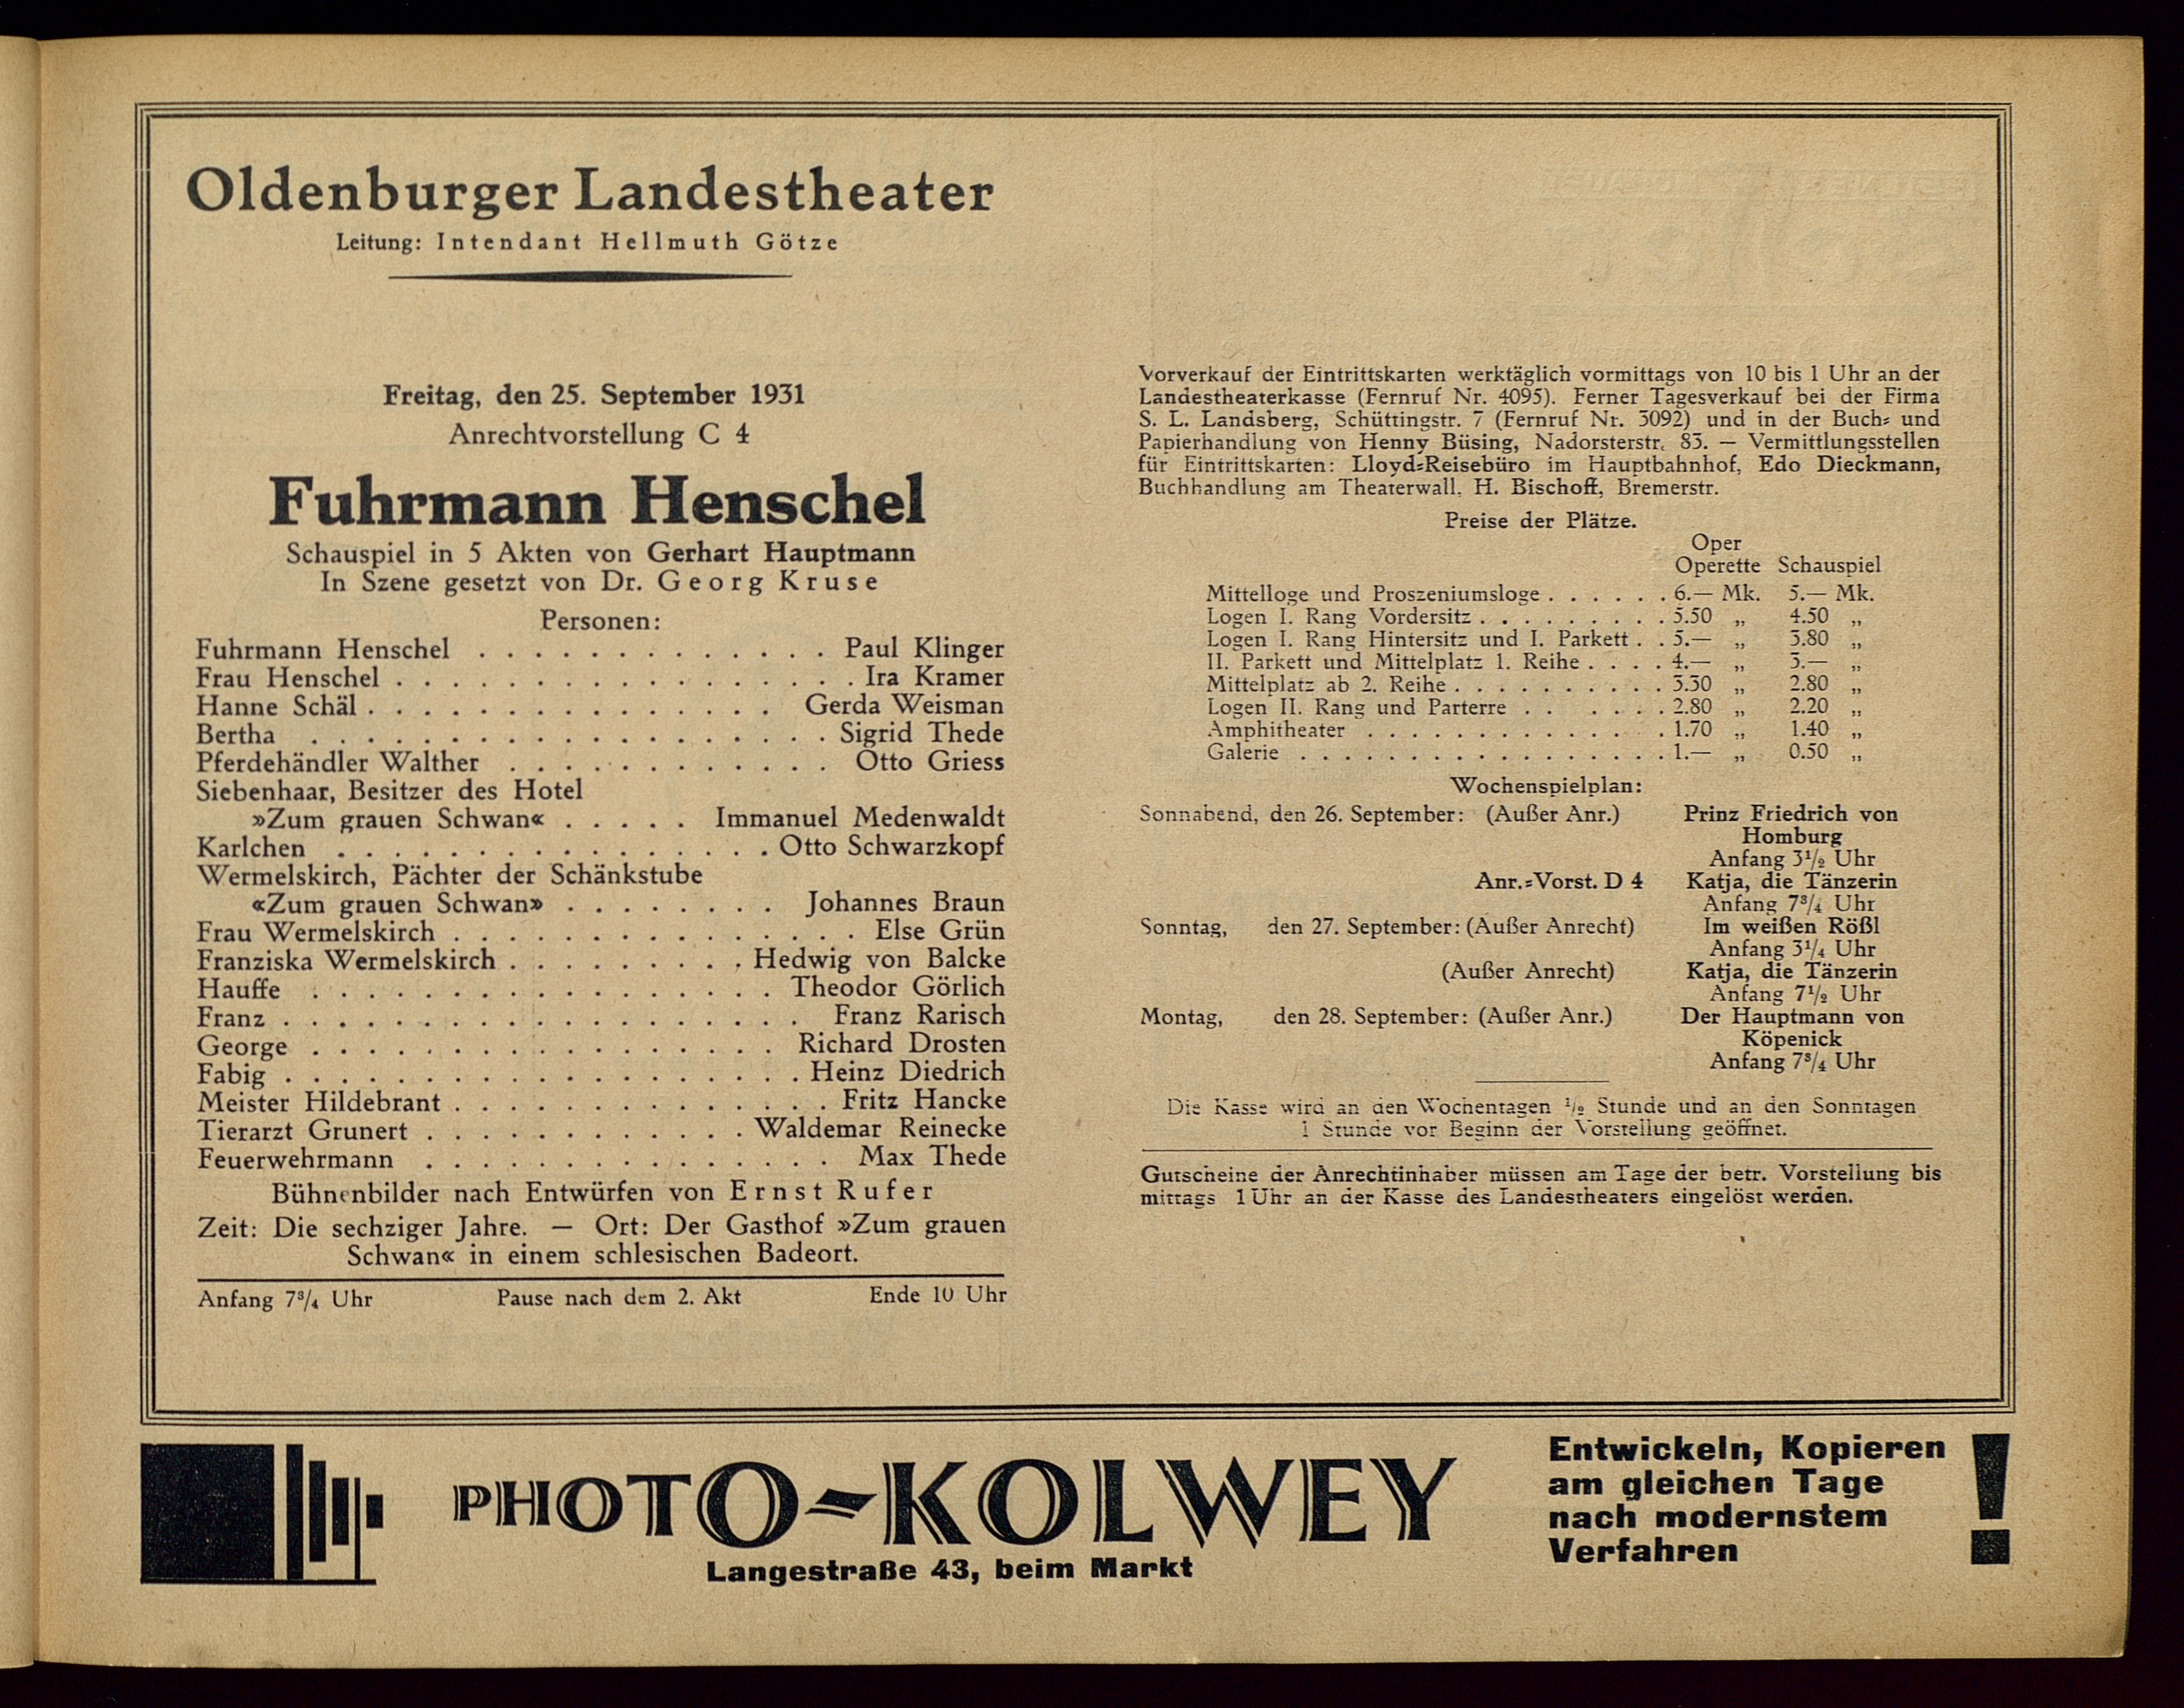 Oldenburger Landestheater
Leitung: Intendant Hellmuth Götze
Freitag, den 25. September 1931
Anrechtvorstellung C 4
Fuhrmann Henschel
Schauspiel in 5 Akten von Gerhart Hauptmann
In Szene gesetzt von Dr. Georg Kruse
Personen:
Fuhrmann Henschel . . . . . . . . . . . . . Paul Klinger
Frau Henschel . . . . . . . . . . . . . . . . . Ira Kramer
Hanne Schäl . . . . . . . . . . . . . . . Gerda Weisman
Bertha . . . . . . . . . . . . . . . . . . . Sigrid Thede
Pferdehändler Walther . . . . . . . . . . . . Otto Griess
Siebenhaar, Besitzer des Hotel
»Zum grauen Schwan« . . . . . Immanuel Medenwaldt
Karlchen . . . . . . . . . . . . . . . . Otto Schwarzkopf
Wermelskirch, Pächter der Schänkstube
«Zum grauen Schwan» . . . . . . . . Johannes Braun
Frau Wermelskirch . . . . . . . . . . . . . . . Else Grün
Franziska Wermelskirch . . . . . . . . . Hedwig von Balcke
Hauffe . . . . . . . . . . . . . . . . . Theodor Görlich
Franz . . . . . . . . . . . . . . . . . . . Franz Rarisch
George . . . . . . . . . . . . . . . . . Richard Drosten
Fabig . . . . . . . . . . . . . . . . . . . Heinz Diedrich
Meister Hildebrant . . . . . . . . . . . . . . Fritz Hancke
Tierarzt Grunert . . . . . . . . . . . . Waldemar Reinecke
Feuerwehrmann . . . . . . . . . . . . . . . Max Thede
Bühnenbilder nach Entwürfen von Ernst Rufer
Zeit: Die sechziger Jahre. — Ort: Der Gasthof »Zum grauen
Schwan« in einem schlesischen Badeort.
Anfang 7³/₄ Uhr Pause nach dem 2. Akt Ende 10 Uhr
Vorverkauf der Eintrittskarten werktäglich vormittags von 10 bis 1 Uhr an der
Landestheaterkasse (Fernruf Nr. 4095). Ferner Tagesverkauf bei der Firma
S. L. Landsberg, Schüttingstr. 7 (Fernruf Nr. 3092) und in der Buch- und
Papierhandlung von Henny Büsing, Nadorsterstr. 83. — Vermittlungsstellen
für Eintrittskarten: Lloyd-Reisebüro im Hauptbahnhof, Edo Dieckmann,
Buchhandlung am Theaterwall, H. Bischoff, Bremerstr.
Preise der Plätze.
Oper
Operette Schauspiel
Mittelloge und Proszeniumsloge . . . . . . 6.— Mk. 5.— Mk.
Logen I. Rang Vordersitz . . . . . . . . . 5.50 „ 4.50 „
Logen I. Rang Hintersitz und I. Parkett . . 5.— „ 3.80 „
II. Parkett und Mittelplatz 1. Reihe . . . . 4.— „ 3.— „
Mittelplatz ab 2. Reihe . . . . . . . . . . 3.30 „ 2.80 „
Logen II. Rang und Parterre . . . . . . 2.80 „ 2.20 „
Amphitheater . . . . . . . . . . . . . . 1.70 „ 1.40 „
Galerie . . . . . . . . . . . . . . . . . 1.— „ 0.50 „
Wochenspielplan:
Sonnabend, den 26. September: (Außer Anr.) Prinz Friedrich von
Homburg
Anfang 3¹/₂ Uhr
Anr.-Vorst. D 4 Katja, die Tänzerin
Anfang 7³/₄ Uhr
Sonntag, den 27. September: (Außer Anrecht) Im weißen Rößl
Anfang 3¹/₄ Uhr
(Außer Anrecht) Katja, die Tänzerin
Anfang 7¹/₂ Uhr
Montag, den 28. September: (Außer Anr.) Der Hauptmann von
Köpenick
Anfang 7³/₄ Uhr
Die Kasse wird an den Wochentagen ¹/₂ Stunde und an den Sonntagen
1 Stunde vor Beginn der Vorstellung geöffnet.
Gutscheine der Anrechtinhaber müssen am Tage der betr. Vorstellung bis
mittags 1 Uhr an der Kasse des Landestheaters eingelöst werden.
PHOTO-KOLWEY
Langestraße 43, beim Markt
Entwickeln, Kopieren
am gleichen Tage
nach modernstem
Verfahren !